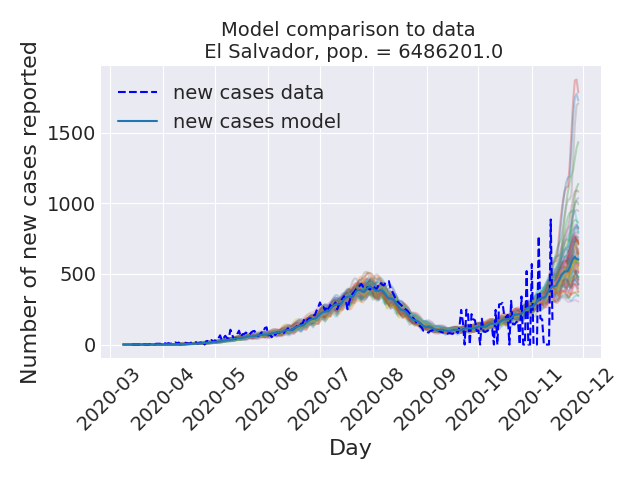 Model comparison to data
El Salvador, pop. = 6486201.0
new cases data
new cases model
Number of new cases reported
1500
1000
500
0
2020-03
2020-04
2020-05
2020-06
2020-07
2020-08
2020-09
2020-10
2020-11
2020-12
Day